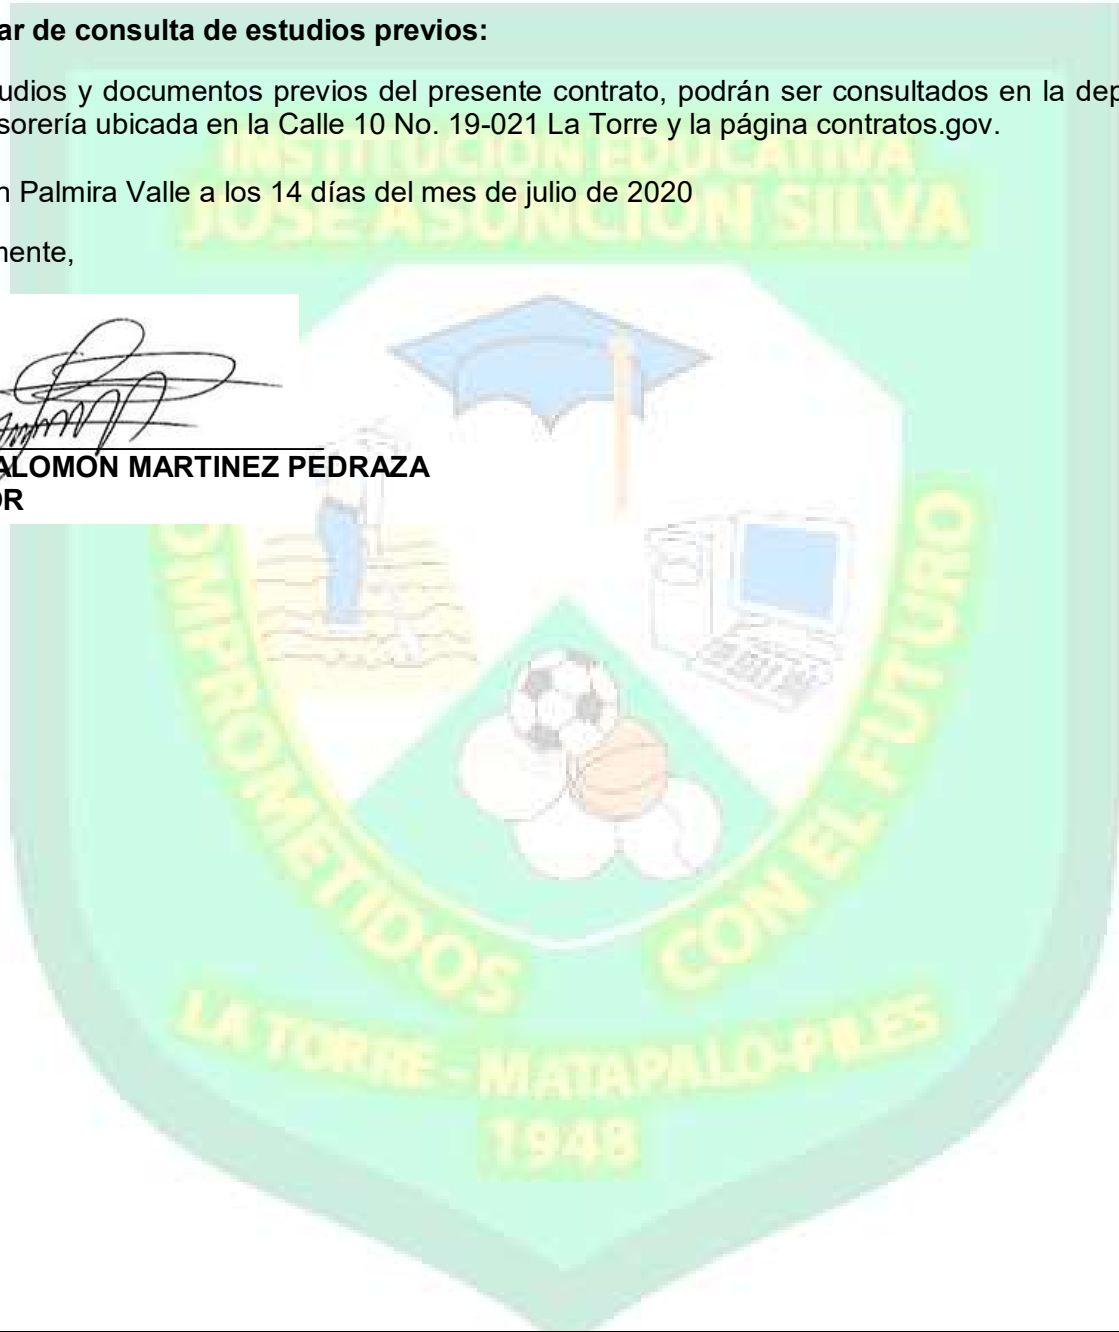 ar de consulta de estudios previos:
udios y documentos previos del presente contrato, podrán ser consultados en la dep
sorería ubicada en la Calle 10 No. 19-021 La Torre y la página contratos.gov.
n Palmira Valle a los 14 días del mes de julio de 2020
mente,
ALOMON MARTINEZ PEDRAZA
OR
INSTITUCION EDUCATIVA
JOSE ASUNCION SILVA
COMPROMETIDOS CON EL FUTURO
LA TORRE - MATAPALO-PILES
1948